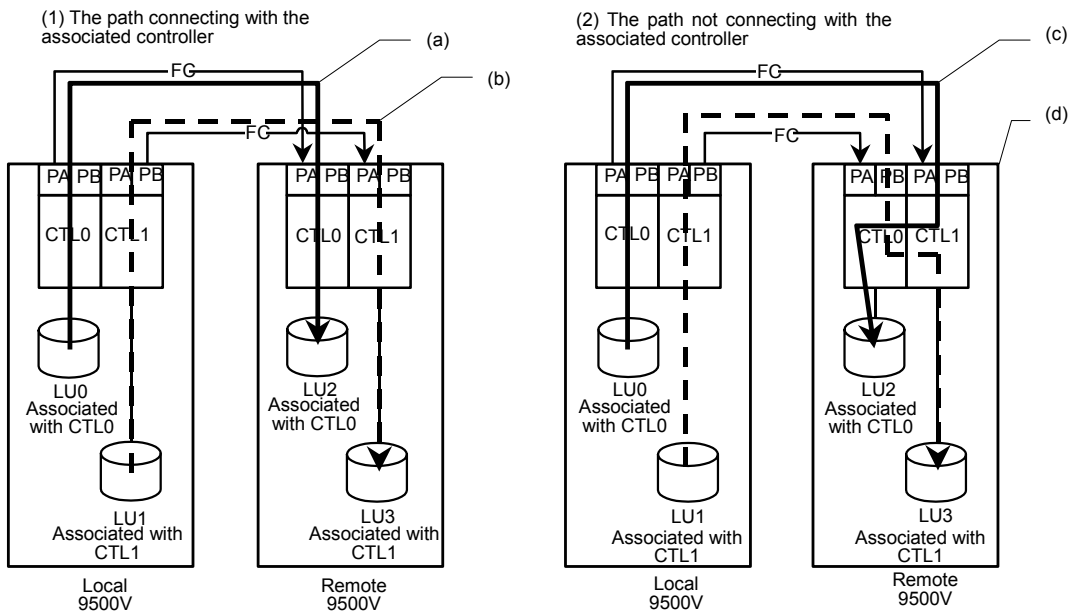 (1) The path connecting with the
associated controller
(a)
(b)
FC
FC
PA PB PA PB
CTL0 CTL1
PA PB PA PB
CTL0 CTL1
LU0
Associated
with CTL0
LU1
Associated with
CTL1
LU2
Associated
with CTL0
LU3
Associated with
CTL1
Local
9500V
Remote
9500V
(2) The path not connecting with the
associated controller
(c)
(d)
FC
FC
PA PB PA PB
CTL0 CTL1
PA PB PA PB
CTL0 CTL1
LU0
Associated
with CTL0
LU1
Associated with
CTL1
LU2
Associated
with CTL0
LU3
Associated with
CTL1
Local
9500V
Remote
9500V